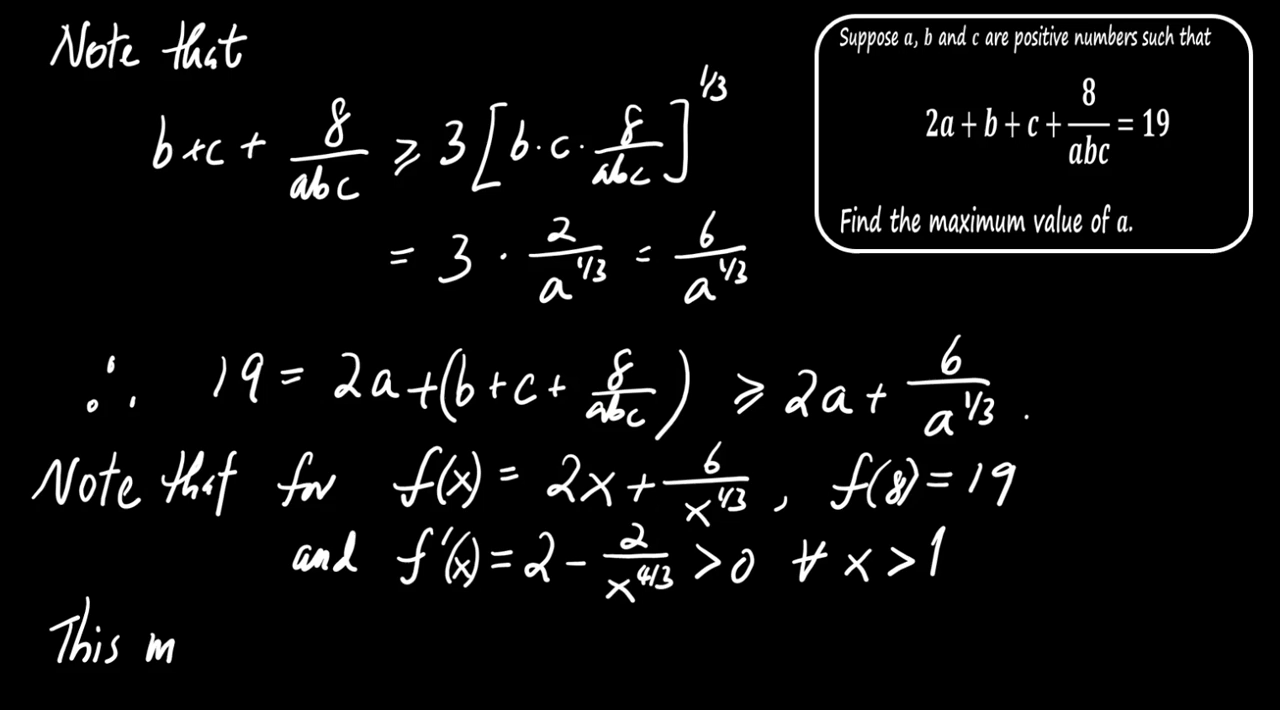 Note that
b+c+ 8/abc ≥ 3[b·c· 8/abc]^1/3
= 3 · 2/a^1/3 = 6/a^1/3
∴ 19 = 2a+(b+c+ 8/abc) ≥ 2a+ 6/a^1/3 .
Note that for f(x) = 2x+ 6/x^1/3 , f(8)=19
and f'(x) = 2 - 2/x^4/3 > 0 ∀ x > 1
This m
Suppose a, b and c are positive numbers such that
2a + b + c + 8/abc = 19
Find the maximum value of a.